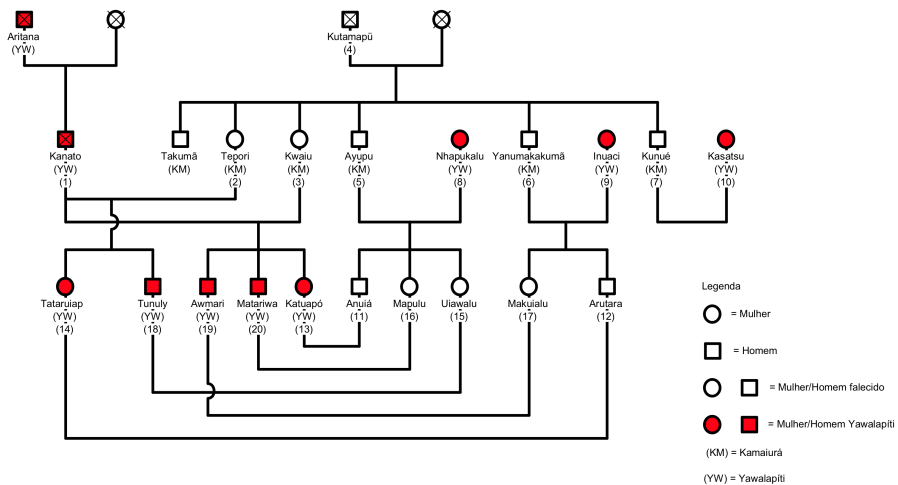 Aritana
(YW)
Kutamapü
(4)
Kanato
(YW)
(1)
Takumã
(KM)
Tepori
(KM)
(2)
Kwaiu
(KM)
(3)
Ayupu
(KM)
(5)
Nhapukalu
(YW)
(8)
Yanumakakumã
(KM)
(6)
Inuaci
(YW)
(9)
Kunué
(KM)
(7)
Kasatsu
(YW)
(10)
Tataruiap
(YW)
(14)
Tunuly
(YW)
(18)
Awmari
(YW)
(19)
Matariwa
(YW)
(20)
Katuapó
(YW)
(13)
Anuiá
(11)
Mapulu
(16)
Uiawalu
(15)
Makuialu
(17)
Arutara
(12)
Legenda
= Mulher
= Homem
= Mulher/Homem falecido
= Mulher/Homem Yawalapíti
(KM) = Kamaiurá
(YW) = Yawalapíti